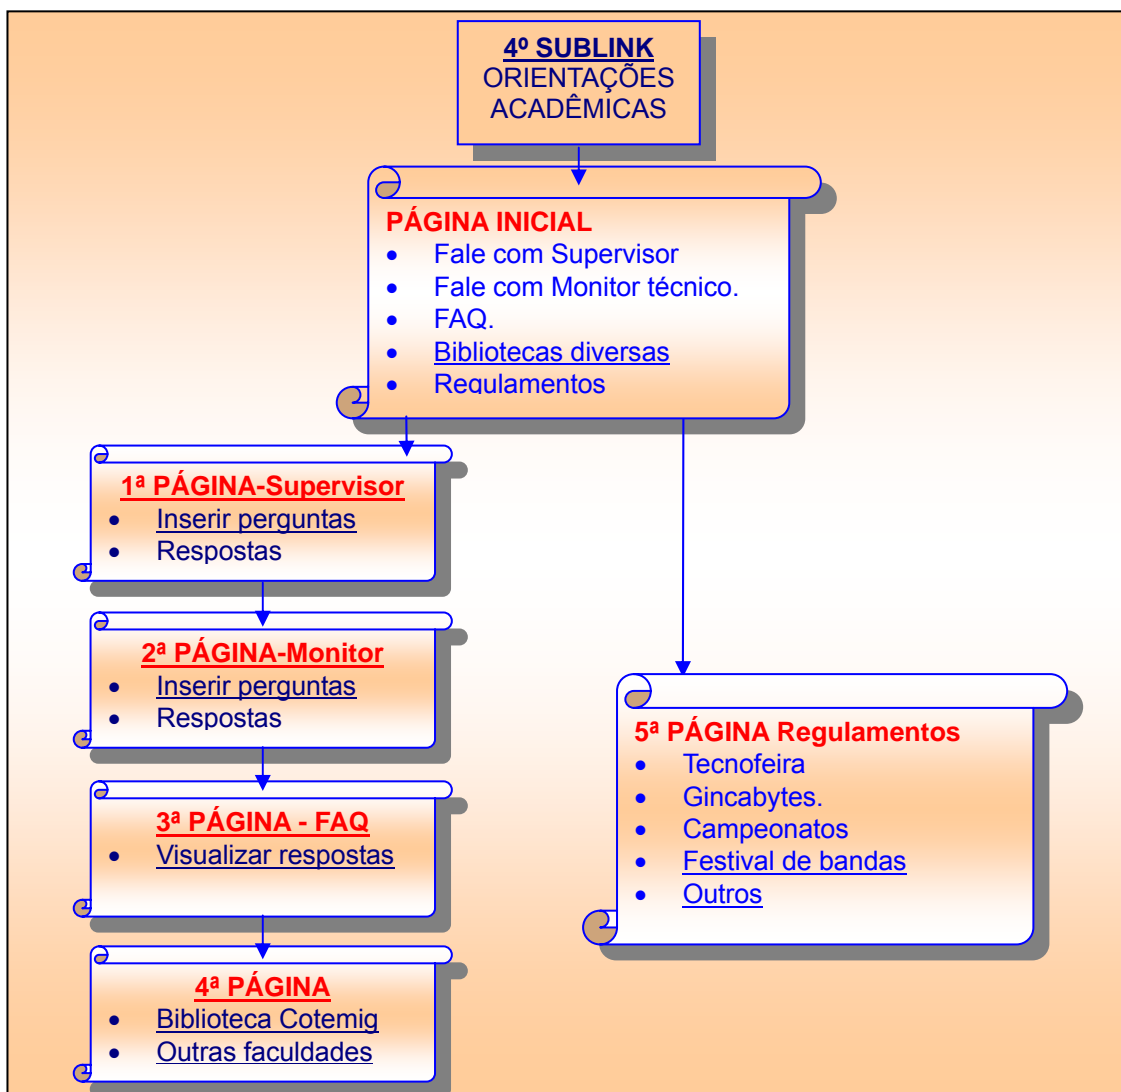 4º SUBLINK
ORIENTAÇÕES
ACADÊMICAS
PÁGINA INICIAL
• Fale com Supervisor
• Fale com Monitor técnico.
• FAQ.
• Bibliotecas diversas
• Regulamentos
1ª PÁGINA-Supervisor
• Inserir perguntas
• Respostas
2ª PÁGINA-Monitor
• Inserir perguntas
• Respostas
3ª PÁGINA - FAQ
• Visualizar respostas
4ª PÁGINA
• Biblioteca Cotemig
• Outras faculdades
5ª PÁGINA Regulamentos
• Tecnofeira
• Gincabytes.
• Campeonatos
• Festival de bandas
• Outros